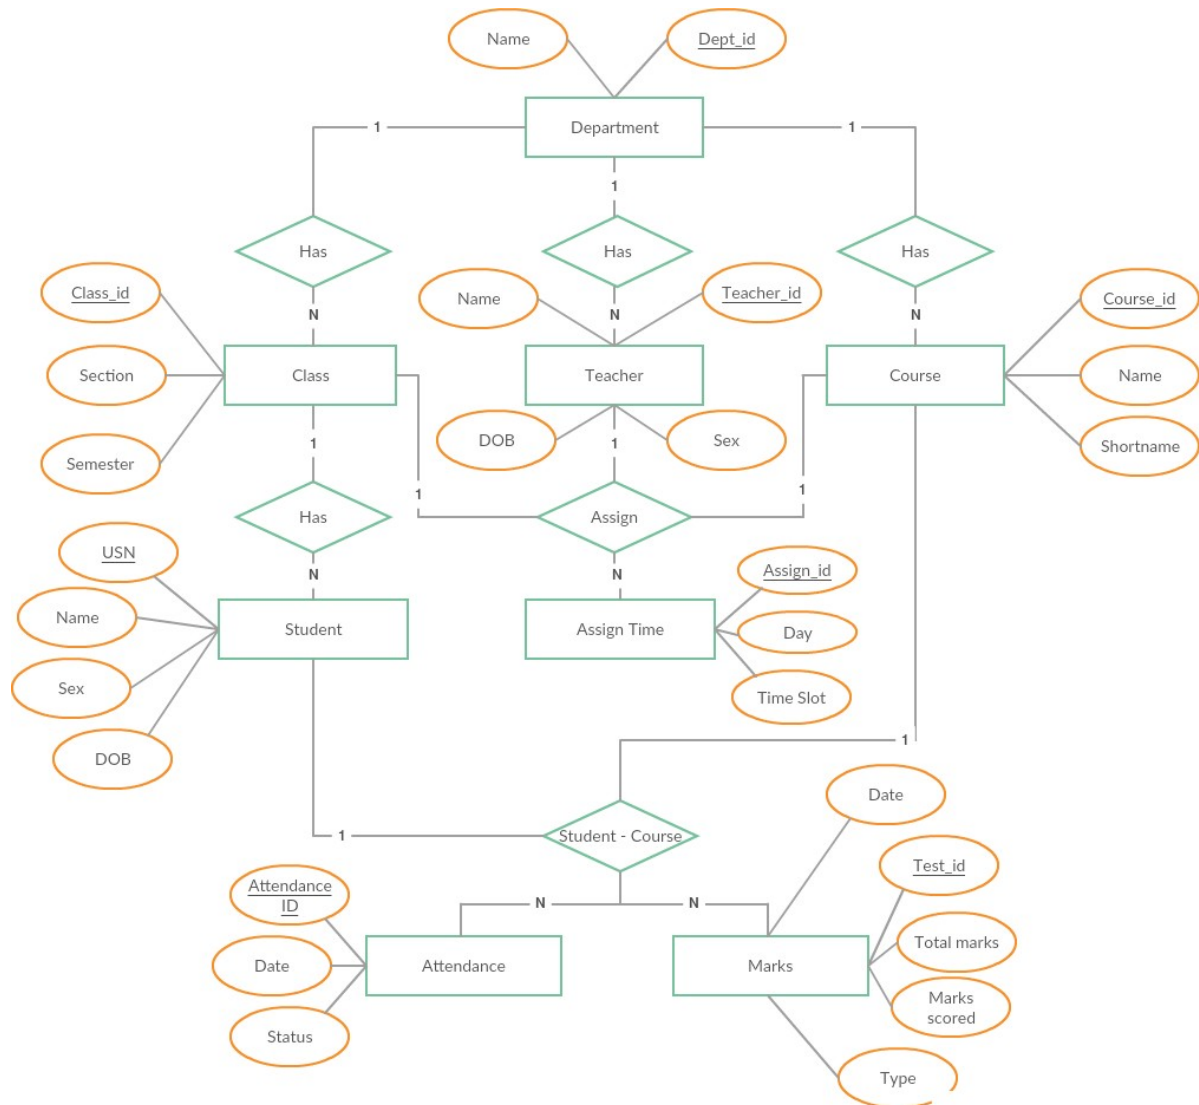 Name
Dept_id
Department
1
1
1
Has
Has
Has
Class_id
Name
Teacher_id
Course_id
N
N
N
Section
Class
Teacher
Course
Name
DOB
Sex
Semester
1
1
Shortname
1
1
Has
Assign
USN
N
N
Assign_id
Name
Student
Assign Time
Day
Sex
Time Slot
DOB
1
Date
1
Student - Course
Attendance
ID
Test_id
N
N
Date
Attendance
Marks
Total marks
Marks
scored
Status
Type